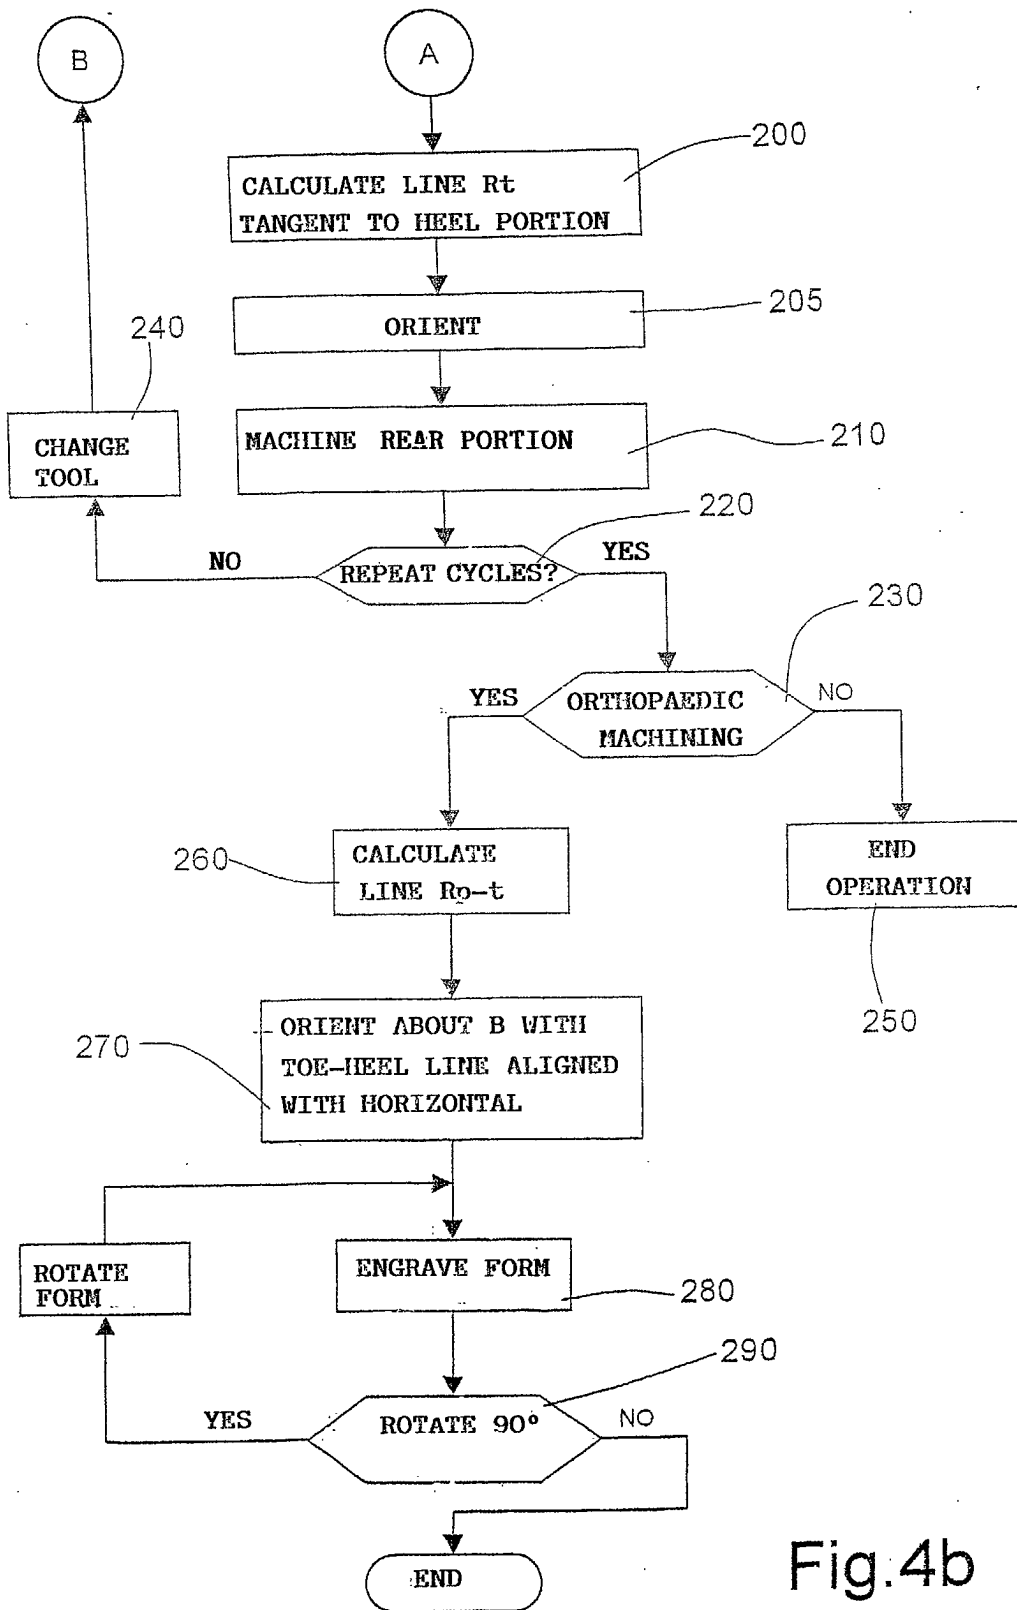 B
A
200
CALCULATE LINE Rt
TANGENT TO HEEL PORTION
205
ORIENT
240
CHANGE
TOOL
MACHINE REAR PORTION
210
220
NO
REPEAT CYCLES?
YES
230
YES
ORTHOPAEDIC
MACHINING
NO
260
CALCULATE
LINE Rp-t
END
OPERATION
250
270
ORIENT ABOUT B WITH
TOE-HEEL LINE ALIGNED
WITH HORIZONTAL
ROTATE
FORM
ENGRAVE FORM
280
290
YES
ROTATE 90°
NO
END
Fig.4b